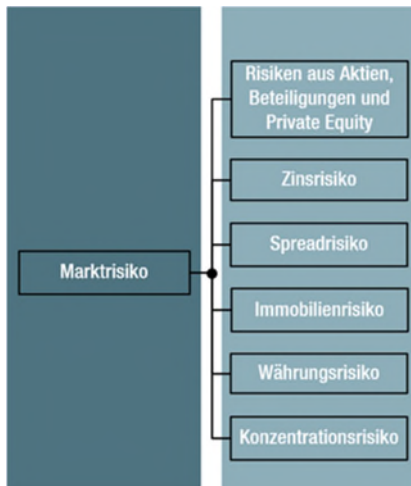 Marktrisiko
Risiken aus Aktien,
Beteiligungen und
Private Equity
Zinsrisiko
Spreadrisiko
Immobilienrisiko
Währungsrisiko
Konzentrationsrisiko